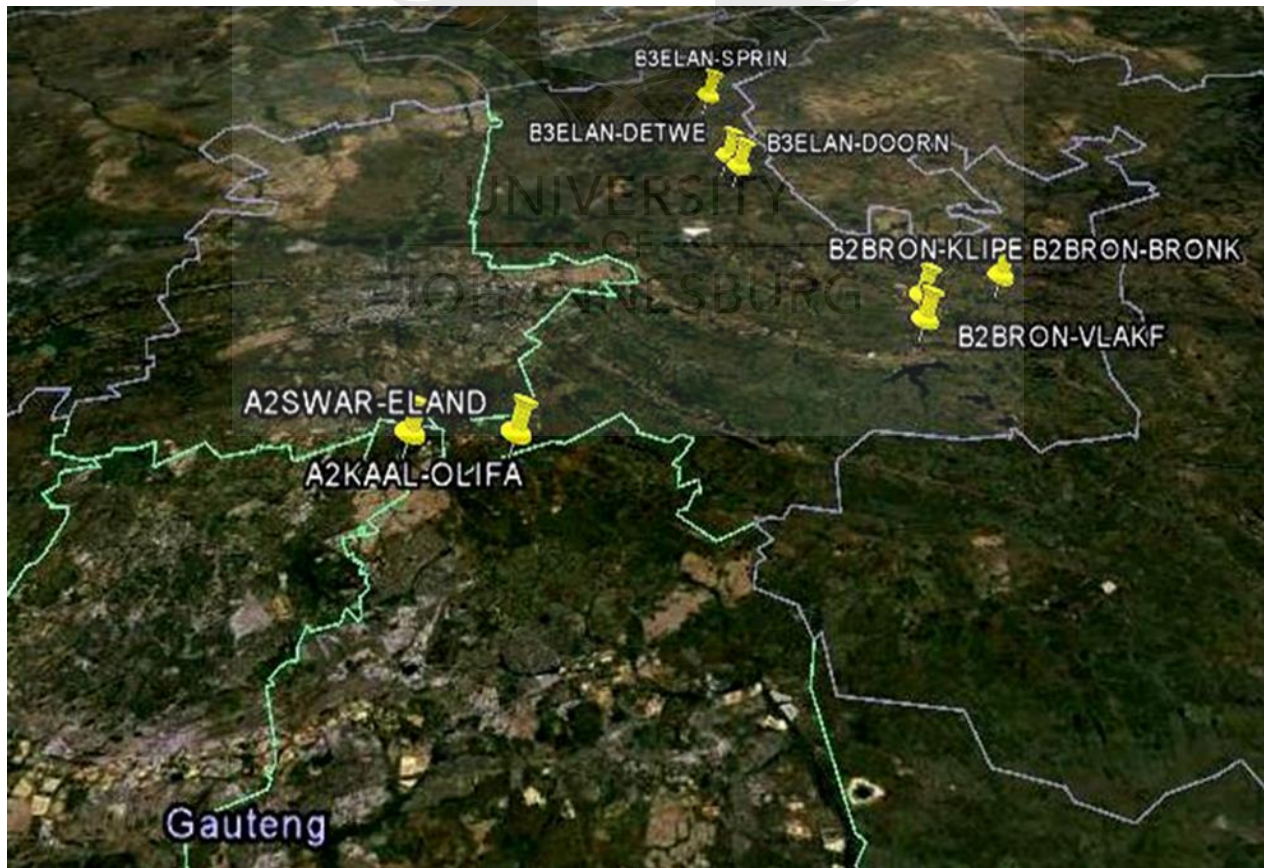 B3ELAN-SPRIN
B3ELAN-DETWE
B3ELAN-DOORN
UNIVERSITY
OF
JOHANNESBURG
B2BRON-KLIPE B2BRON-BRONK
B2BRON-VLAKF
A2SWAR-ELAND
A2KAAL-OLIFA
Gauteng